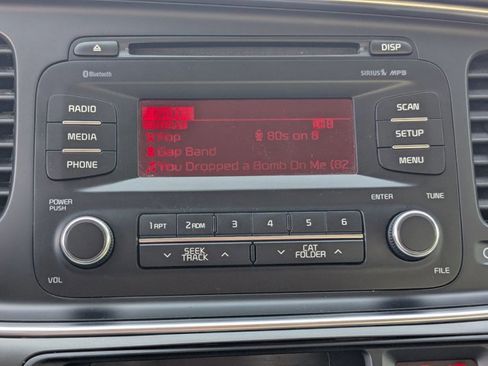 DISP
Bluetooth
SIRIUS MP3
RADIO
SCAN
Pop
80s on 8
MEDIA
SETUP
Gap Band
PHONE
You Dropped a Bomb On Me (82
MENU
POWER
PUSH
ENTER
TUNE
1 RPT
2 RDM
3
4
5
6
SEEK
TRACK
CAT
FOLDER
VOL
FILE